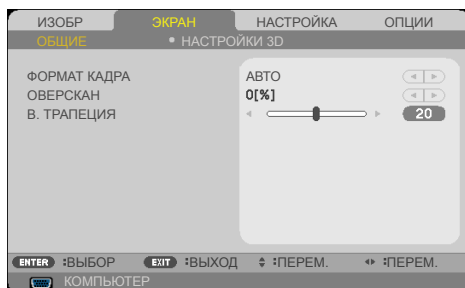 ИЗОБР ЭКРАН НАСТРОЙКА ОПЦИИ
ОБЩИЕ • НАСТРОЙКИ 3D
ФОРМАТ КАДРА АВТО
ОВЕРСКАН 0[%]
В. ТРАПЕЦИЯ 20
ENTER :ВЫБОР EXIT :ВЫХОД :ПЕРЕМ. :ПЕРЕМ.
КОМПЬЮТЕР